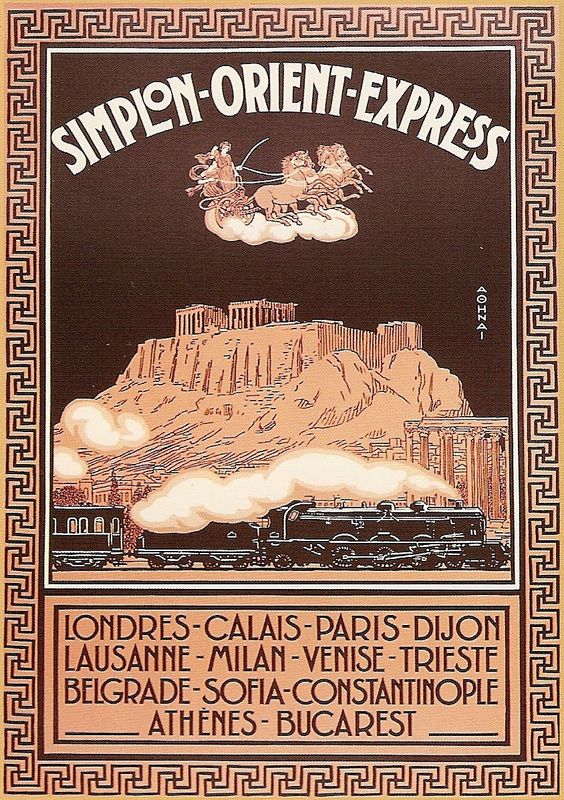 SIMPLON-ORIENT-EXPRESS
ΑΘΗΝΑΙ
LONDRES-CALAIS-PARIS-DIJON
LAUSANNE-MILAN-VENISE-TRIESTE
BELGRADE-SOFIA-CONSTANTINOPLE
ATHÈNES-BUCAREST